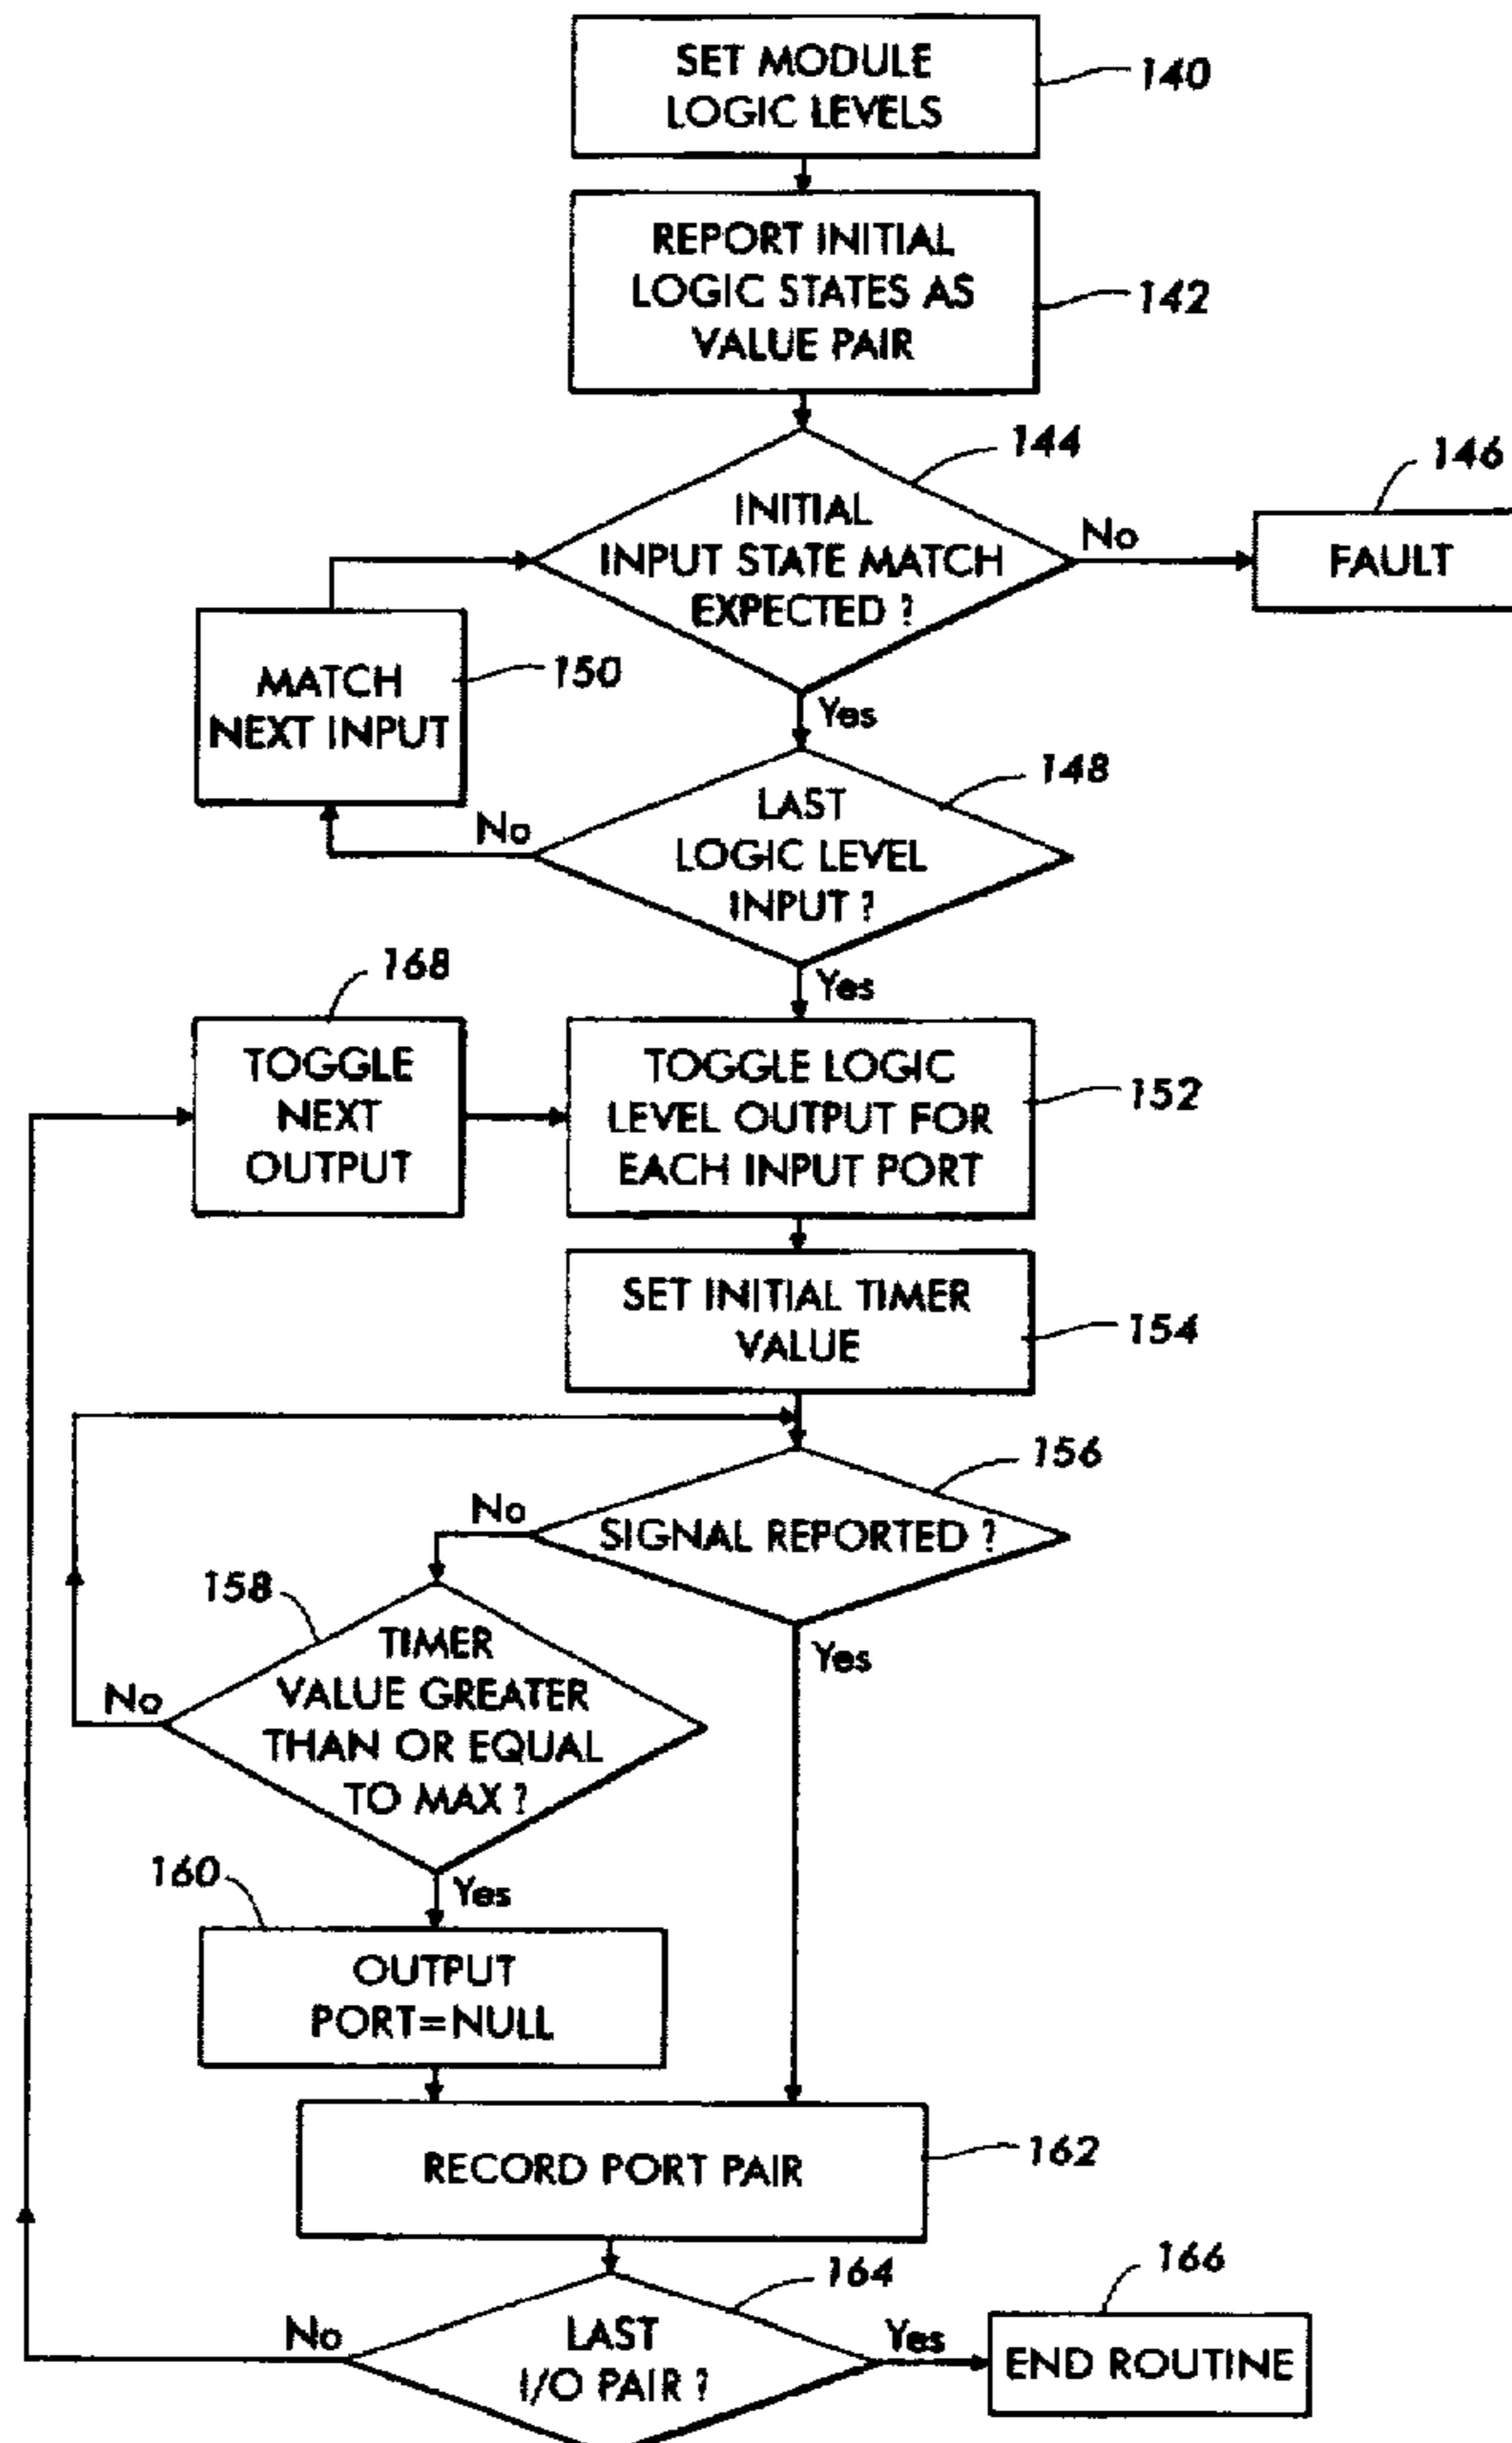 SET MODULE
LOGIC LEVELS
140
REPORT INITIAL
LOGIC STATES AS
VALUE PAIR
142
144
INITIAL
INPUT STATE MATCH
EXPECTED ?
No
146
FAULT
MATCH
NEXT INPUT
150
Yes
148
LAST
LOGIC LEVEL
INPUT ?
No
Yes
168
TOGGLE
NEXT
OUTPUT
TOGGLE LOGIC
LEVEL OUTPUT FOR
EACH INPUT PORT
152
SET INITIAL TIMER
VALUE
154
156
SIGNAL REPORTED ?
No
Yes
158
TIMER
VALUE GREATER
THAN OR EQUAL
TO MAX ?
No
Yes
160
OUTPUT
PORT=NULL
RECORD PORT PAIR
162
164
LAST
I/O PAIR ?
No
Yes
166
END ROUTINE